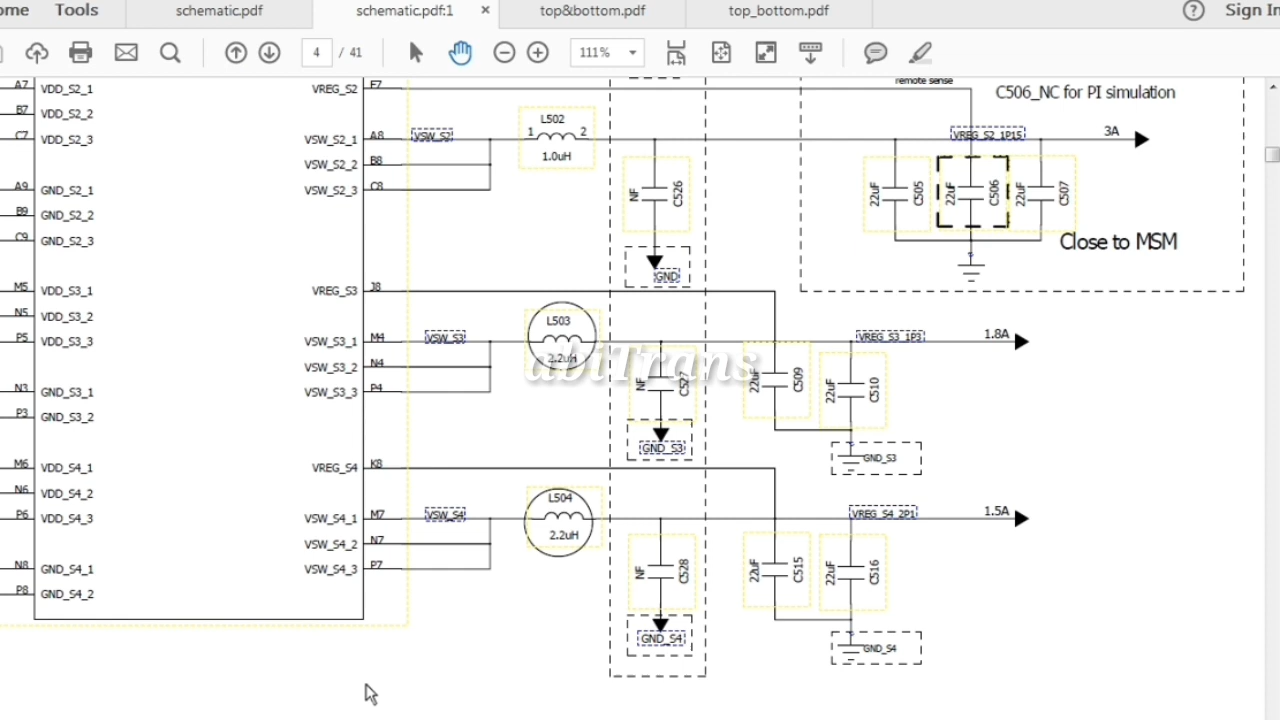 ome Tools schematic.pdf schematic.pdf:1 × top&bottom.pdf top_bottom.pdf ? Sign In
4 / 41 111%
A7 VDD_S2_1 VREG_S2 E7 remote sense C506_NC for PI simulation
B7 VDD_S2_2
C7 VDD_S2_3 VSW_S2_1 A8 VSW_S2 L502 1 2 1.0uH VREG_S2_1P15 3A
VSW_S2_2 B8
A9 GND_S2_1 VSW_S2_3 C8 NF C526 22uF C505 22uF C506 22uF C507
B9 GND_S2_2
C9 GND_S2_3 Close to MSM
GND
M5 VDD_S3_1 VREG_S3 J8
N5 VDD_S3_2 L503
P5 VDD_S3_3 VSW_S3_1 M4 VSW_S3 2.2uH VREG_S3_1P3 1.8A
abiTrans
VSW_S3_2 N4
N3 GND_S3_1 VSW_S3_3 P4 NF C527 22uF C509 22uF C510
P3 GND_S3_2
GND_S3 GND_S3
M6 VDD_S4_1 VREG_S4 K8
N6 VDD_S4_2 L504
P6 VDD_S4_3 VSW_S4_1 M7 VSW_S4 2.2uH VREG_S4_2P1 1.5A
VSW_S4_2 N7
N8 GND_S4_1 VSW_S4_3 P7 NF C528 22uF C515 22uF C516
P8 GND_S4_2
GND_S4 GND_S4